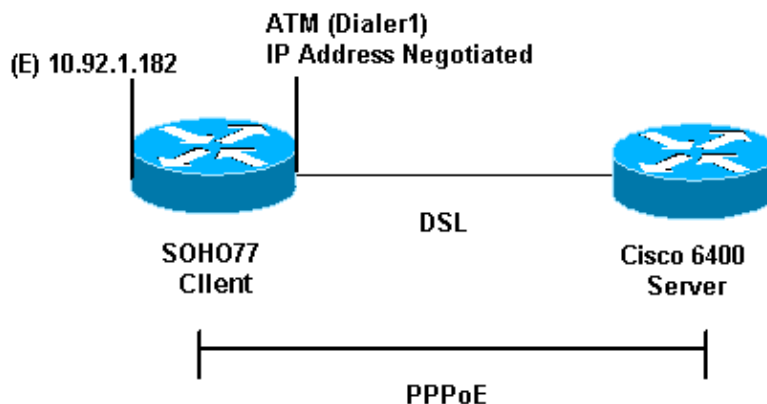 ATM (Dialer1)
IP Address Negotiated
(E) 10.92.1.182
DSL
SOHO77
Client
Cisco 6400
Server
PPPoE